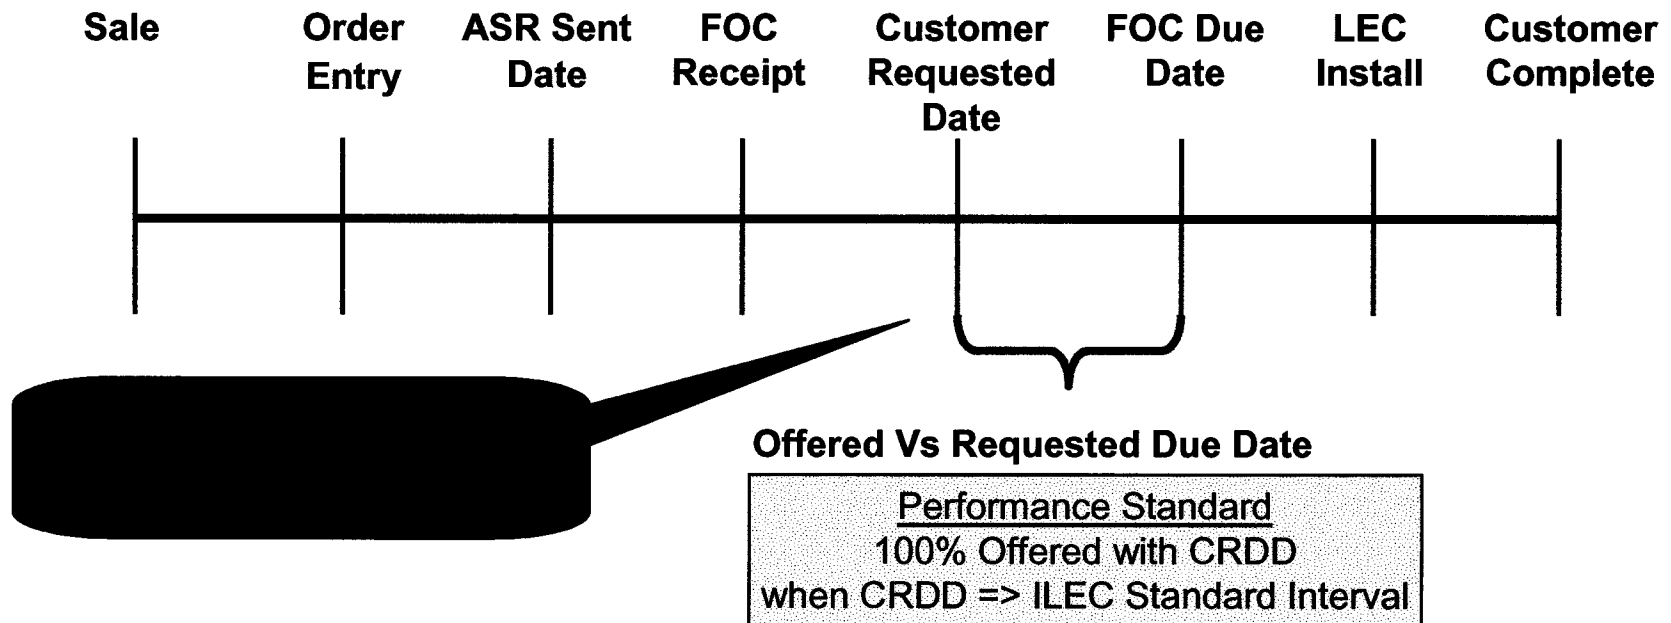 Sale
Order
Entry
ASR Sent
Date
FOC
Receipt
Customer
Requested
Date
FOC Due
Date
LEC
Install
Customer
Complete
Offered Vs Requested Due Date
Performance Standard
100% Offered with CRDD
when CRDD => ILEC Standard Interval